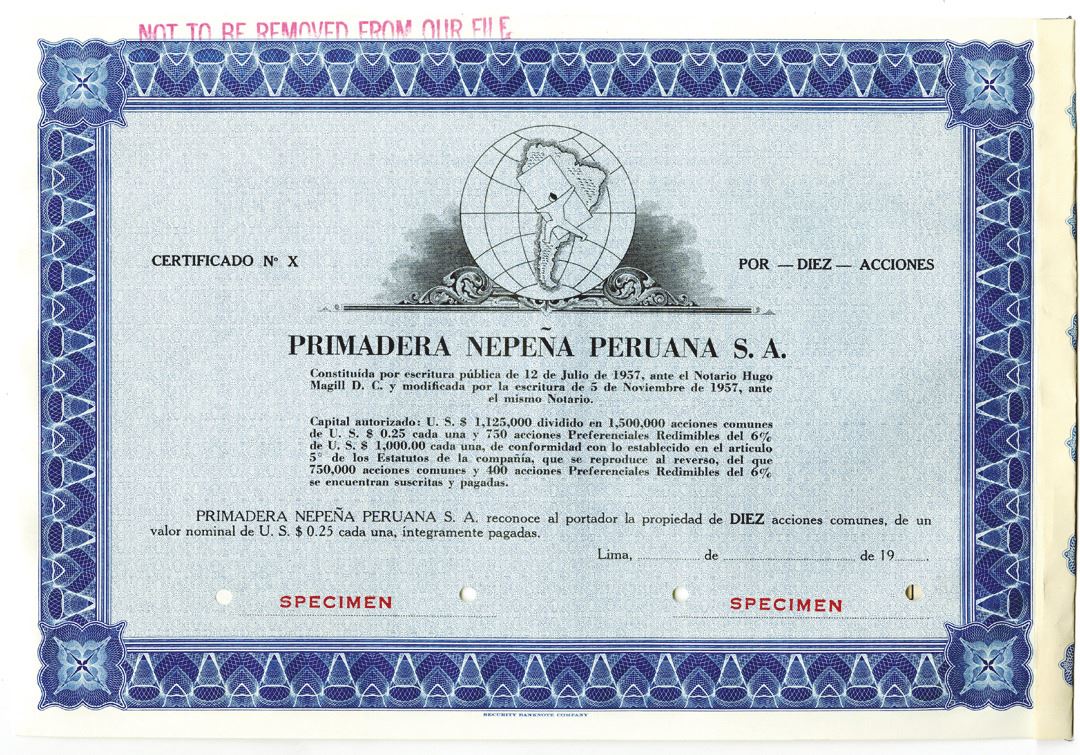 NOT TO BE REMOVED FROM OUR FILE
CERTIFICADO Nº X
POR — DIEZ — ACCIONES
PRIMADERA NEPEÑA PERUANA S. A.
Constituída por escritura pública de 12 de Julio de 1957, ante el Notario Hugo
Magill D. C. y modificada por la escritura de 5 de Noviembre de 1957, ante
el mismo Notario.
Capital autorizado: U. S. $ 1,125,000 dividido en 1,500,000 acciones comunes
de U. S. $ 0.25 cada una y 750 acciones Preferenciales Redimibles del 6%
de U. S. $ 1,000.00 cada una, de conformidad con lo establecido en el artículo
5° de los Estatutos de la compañía, que se reproduce al reverso, del que
750,000 acciones comunes y 400 acciones Preferenciales Redimibles del 6%
se encuentran suscritas y pagadas.
PRIMADERA NEPEÑA PERUANA S. A. reconoce al portador la propiedad de DIEZ acciones comunes, de un
valor nominal de U. S. $ 0.25 cada una, íntegramente pagadas.
Lima, ........................ de ........................................ de 19..........
SPECIMEN
SPECIMEN
SECURITY BANKNOTE COMPANY